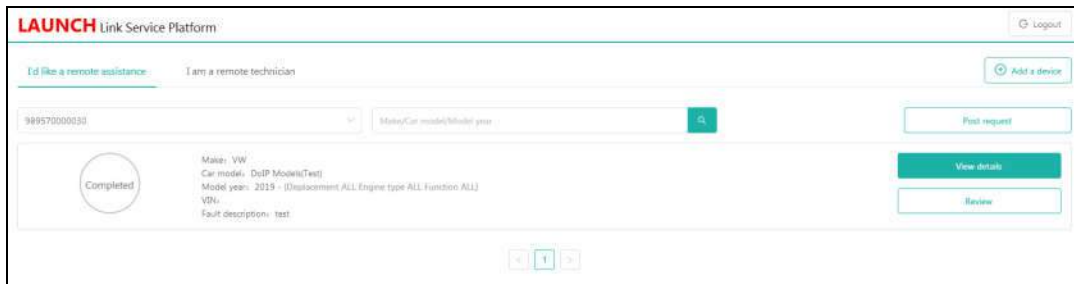 LAUNCH Link Service Platform
Logout
I'd like a remote assistance
I am a remote technician
Add a device
989570000030
Make/Car model/Model year
Post request
Completed
Make: VW
Car model: DoIP Models(Test)
Model year: 2019 - (Displacement ALL Engine type ALL Function ALL)
VIN:
Fault description: test
View details
Review
< 1 >